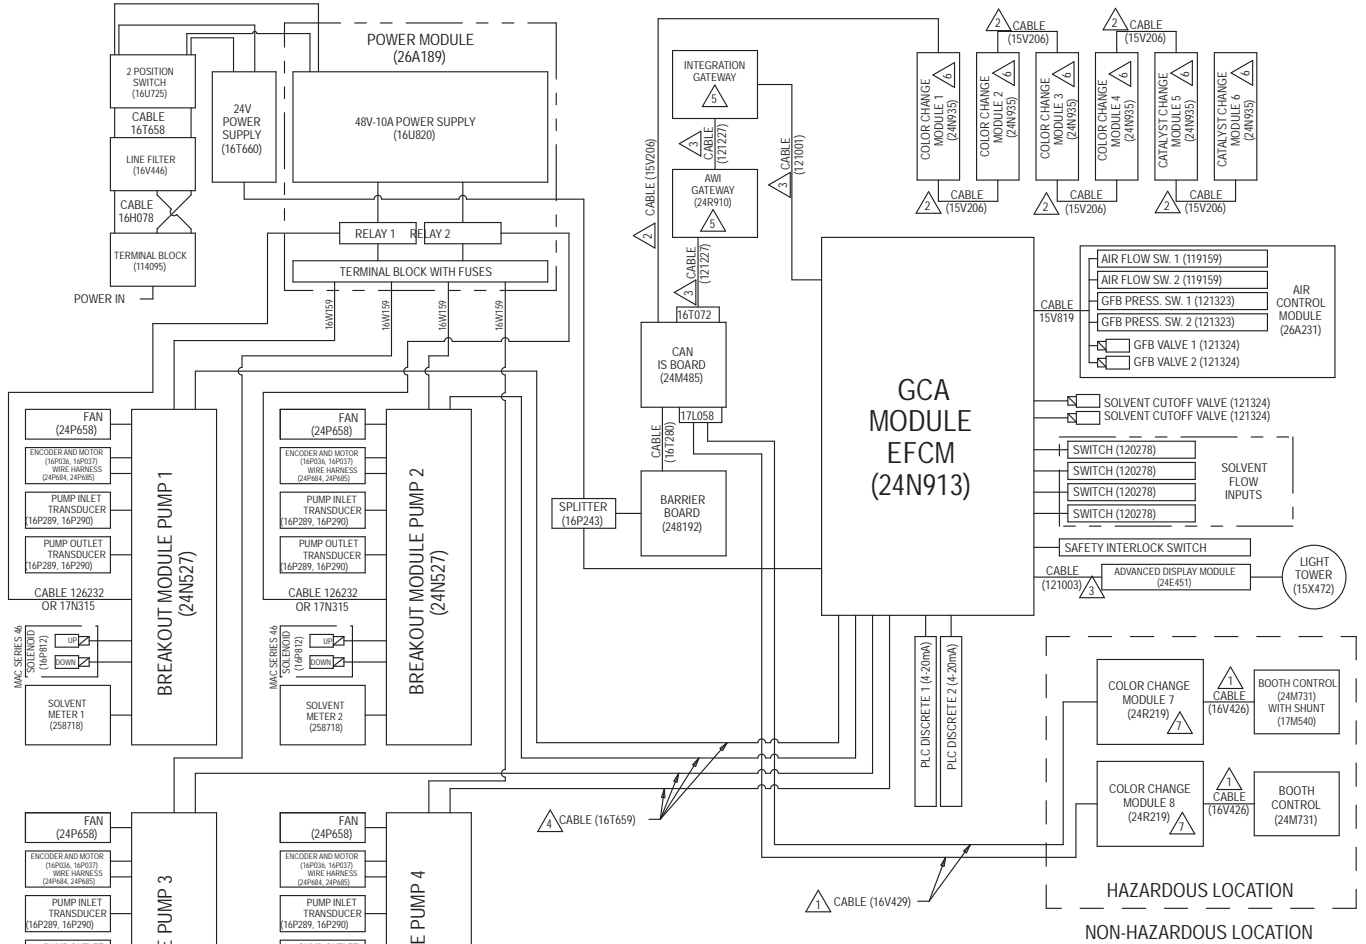 POWER MODULE
(26A189)
2 POSITION
SWITCH
(16U725)
CABLE
16T658
LINE FILTER
(16V446)
CABLE
16H078
TERMINAL BLOCK
(114095)
POWER IN
24V
POWER
SUPPLY
(16T660)
48V-10A POWER SUPPLY
(16U820)
RELAY 1
RELAY 2
TERMINAL BLOCK WITH FUSES
16W159
16W159
16W159
16W159
INTEGRATION
GATEWAY
5
3
CABLE
(121227)
AWI
GATEWAY
(24R910)
5
3
CABLE
(121227)
3
CABLE
(121001)
2
CABLE (15V206)
16T072
CAN
IS BOARD
(24M485)
17L058
CABLE
(16T280)
BARRIER
BOARD
(248192)
SPLITTER
(16P243)
2
CABLE
(15V206)
2
CABLE
(15V206)
COLOR CHANGE
MODULE 1
(24N935)
6
COLOR CHANGE
MODULE 2
(24N935)
6
COLOR CHANGE
MODULE 3
(24N935)
6
COLOR CHANGE
MODULE 4
(24N935)
6
CATALYST CHANGE
MODULE 5
(24N935)
6
CATALYST CHANGE
MODULE 6
(24N935)
6
2
CABLE
(15V206)
2
CABLE
(15V206)
2
CABLE
(15V206)
GCA
MODULE
EFCM
(24N913)
CABLE
15V819
AIR FLOW SW. 1 (119159)
AIR FLOW SW. 2 (119159)
GFB PRESS. SW. 1 (121323)
GFB PRESS. SW. 2 (121323)
GFB VALVE 1 (121324)
GFB VALVE 2 (121324)
AIR
CONTROL
MODULE
(26A231)
SOLVENT CUTOFF VALVE (121324)
SOLVENT CUTOFF VALVE (121324)
SWITCH (120278)
SWITCH (120278)
SWITCH (120278)
SWITCH (120278)
SOLVENT
FLOW
INPUTS
SAFETY INTERLOCK SWITCH
CABLE
(121003)
3
ADVANCED DISPLAY MODULE
(24E451)
LIGHT
TOWER
(15X472)
PLC DISCRETE 1 (4-20mA)
PLC DISCRETE 2 (4-20mA)
COLOR CHANGE
MODULE 7
(24R219)
7
1
CABLE
(16V426)
BOOTH CONTROL
(24M731)
WITH SHUNT
(17M540)
COLOR CHANGE
MODULE 8
(24R219)
7
1
CABLE
(16V426)
BOOTH
CONTROL
(24M731)
HAZARDOUS LOCATION
NON-HAZARDOUS LOCATION
4
CABLE (16T659)
1
CABLE (16V429)
FAN
(24P658)
ENCODER AND MOTOR
(16P036, 16P037)
WIRE HARNESS
(24P684, 24P685)
PUMP INLET
TRANSDUCER
(16P289, 16P290)
PUMP OUTLET
TRANSDUCER
(16P289, 16P290)
CABLE 126232
OR 17N315
MAC SERIES 46
SOLENOID
(16P812)
UP
DOWN
SOLVENT
METER 1
(258718)
BREAKOUT MODULE PUMP 1
(24N527)
FAN
(24P658)
ENCODER AND MOTOR
(16P036, 16P037)
WIRE HARNESS
(24P684, 24P685)
PUMP INLET
TRANSDUCER
(16P289, 16P290)
PUMP OUTLET
TRANSDUCER
(16P289, 16P290)
CABLE 126232
OR 17N315
MAC SERIES 46
SOLENOID
(16P812)
UP
DOWN
SOLVENT
METER 2
(258718)
BREAKOUT MODULE PUMP 2
(24N527)
FAN
(24P658)
ENCODER AND MOTOR
(16P036, 16P037)
WIRE HARNESS
(24P684, 24P685)
PUMP INLET
TRANSDUCER
(16P289, 16P290)
E PUMP 3
FAN
(24P658)
ENCODER AND MOTOR
(16P036, 16P037)
WIRE HARNESS
(24P684, 24P685)
PUMP INLET
TRANSDUCER
(16P289, 16P290)
E PUMP 4